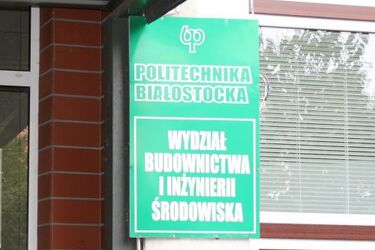 POLITECHNIKA
BIAŁOSTOCKA
WYDZIAŁ
BUDOWNICTWA
I INŻYNIERII
ŚRODOWISKA